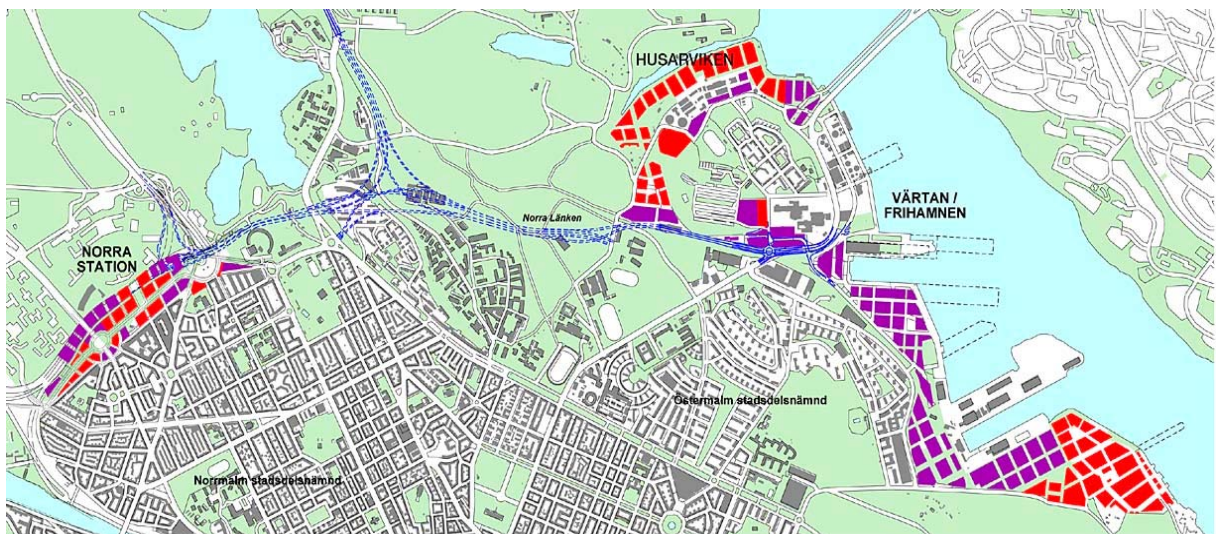 HUSARVIKEN
VÄRTAN /
FRIHAMNEN
Norra Länken
NORRA
STATION
Östermalm stadsdelsnämnd
Norrmalm stadsdelsnämnd